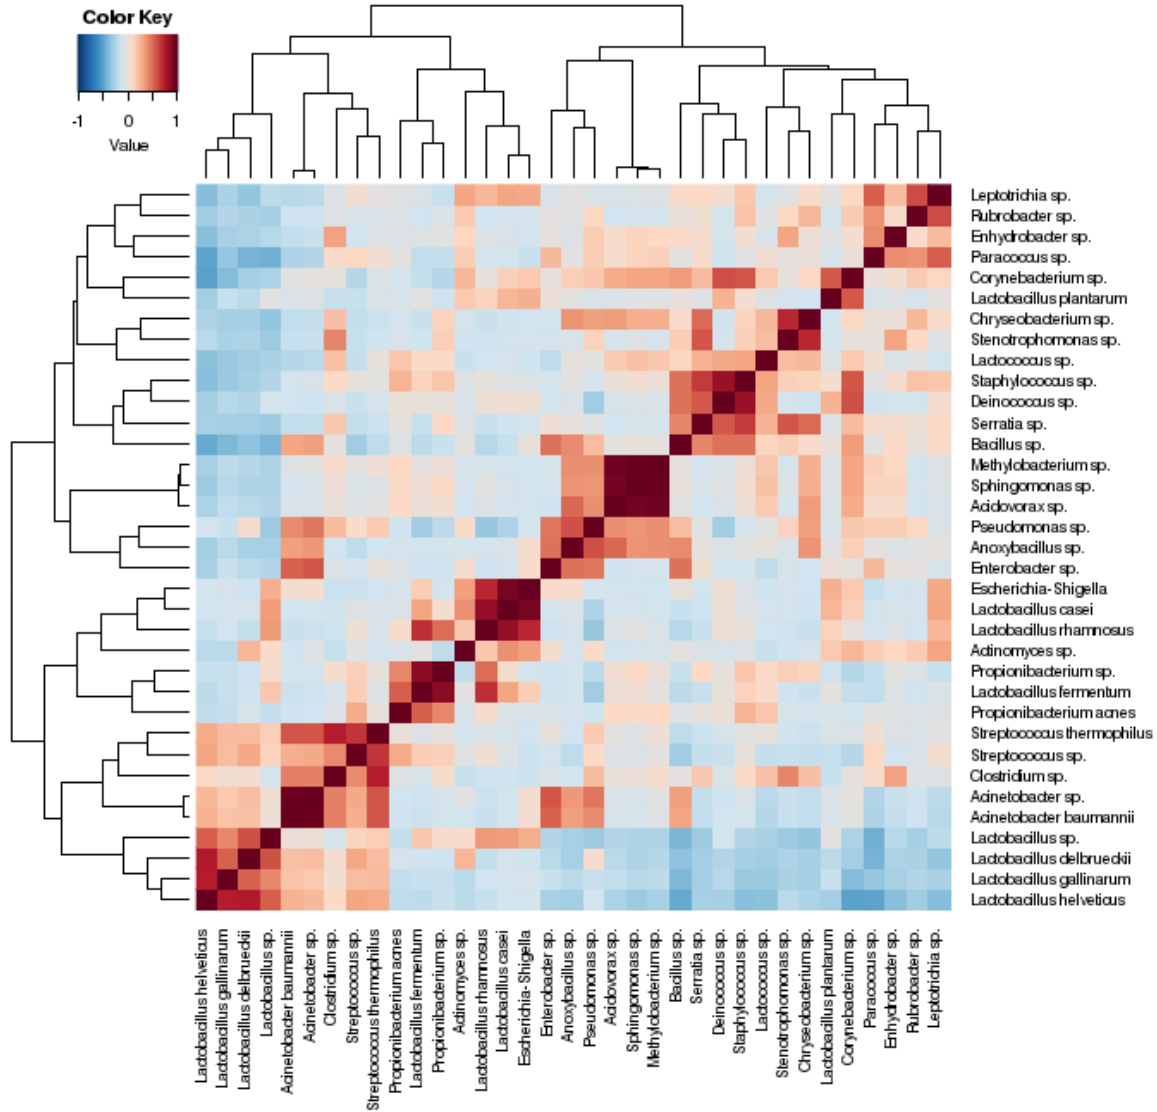 Color Key
-1 0 1
Value
Leptotrichia sp.
Rubrobacter sp.
Enhydrobacter sp.
Paracoccus sp.
Corynebacterium sp.
Lactobacillus plantarum
Chryseobacterium sp.
Stenotrophomonas sp.
Lactococcus sp.
Staphylococcus sp.
Deinococcus sp.
Serratia sp.
Bacillus sp.
Methylobacterium sp.
Sphingomonas sp.
Acidovorax sp.
Pseudomonas sp.
Anoxybacillus sp.
Enterobacter sp.
Escherichia-Shigella
Lactobacillus casei
Lactobacillus rhamnosus
Actinomyces sp.
Propionibacterium sp.
Lactobacillus fermentum
Propionibacterium acnes
Streptococcus thermophilus
Streptococcus sp.
Clostridium sp.
Acinetobacter sp.
Acinetobacter baumannii
Lactobacillus sp.
Lactobacillus delbrueckii
Lactobacillus gallinarum
Lactobacillus helveticus
Lactobacillus helveticus
Lactobacillus gallinarum
Lactobacillus delbrueckii
Lactobacillus sp.
Acinetobacter baumannii
Acinetobacter sp.
Clostridium sp.
Streptococcus sp.
Streptococcus thermophilus
Propionibacterium acnes
Lactobacillus fermentum
Propionibacterium sp.
Actinomyces sp.
Lactobacillus rhamnosus
Lactobacillus casei
Escherichia-Shigella
Enterobacter sp.
Anoxybacillus sp.
Pseudomonas sp.
Acidovorax sp.
Sphingomonas sp.
Methylobacterium sp.
Bacillus sp.
Serratia sp.
Deinococcus sp.
Staphylococcus sp.
Lactococcus sp.
Stenotrophomonas sp.
Chryseobacterium sp.
Lactobacillus plantarum
Corynebacterium sp.
Paracoccus sp.
Enhydrobacter sp.
Rubrobacter sp.
Leptotrichia sp.